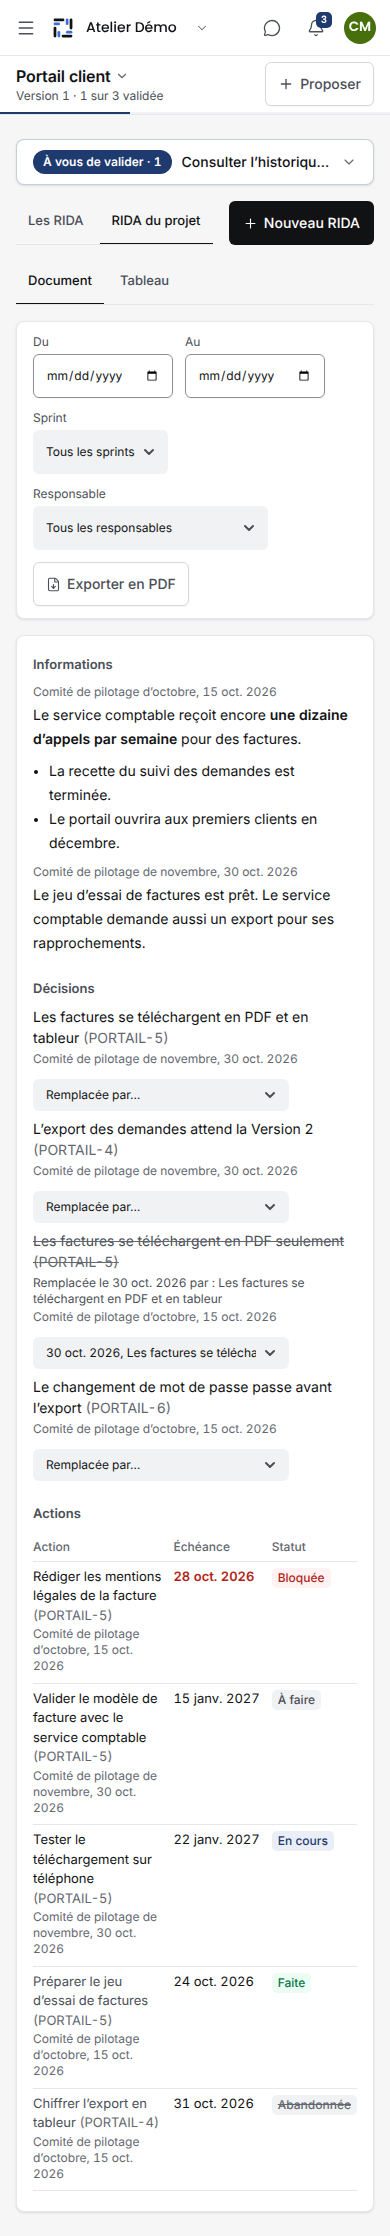 Atelier Démo
3
CM
Portail client
Version 1 · 1 sur 3 validée
Proposer
À vous de valider · 1
Consulter l’historiqu…
Les RIDA
RIDA du projet
Nouveau RIDA
Document
Tableau
Du
Au
mm/dd/yyyy
mm/dd/yyyy
Sprint
Tous les sprints
Responsable
Tous les responsables
Exporter en PDF
Informations
Comité de pilotage d’octobre, 15 oct. 2026
Le service comptable reçoit encore une dizaine
d’appels par semaine pour des factures.
• La recette du suivi des demandes est
terminée.
• Le portail ouvrira aux premiers clients en
décembre.
Comité de pilotage de novembre, 30 oct. 2026
Le jeu d’essai de factures est prêt. Le service
comptable demande aussi un export pour ses
rapprochements.
Décisions
Les factures se téléchargent en PDF et en
tableur (PORTAIL-5)
Comité de pilotage de novembre, 30 oct. 2026
Remplacée par…
L’export des demandes attend la Version 2
(PORTAIL-4)
Comité de pilotage de novembre, 30 oct. 2026
Remplacée par…
Les factures se téléchargent en PDF seulement
(PORTAIL-5)
Remplacée le 30 oct. 2026 par : Les factures se
téléchargent en PDF et en tableur
Comité de pilotage d’octobre, 15 oct. 2026
30 oct. 2026, Les factures se télécha
Le changement de mot de passe passe avant
l’export (PORTAIL-6)
Comité de pilotage d’octobre, 15 oct. 2026
Remplacée par…
Actions
Action
Échéance
Statut
Rédiger les mentions
légales de la facture
(PORTAIL-5)
Comité de pilotage
d’octobre, 15 oct.
2026
28 oct. 2026
Bloquée
Valider le modèle de
facture avec le
service comptable
(PORTAIL-5)
Comité de pilotage de
novembre, 30 oct.
2026
15 janv. 2027
À faire
Tester le
téléchargement sur
téléphone
(PORTAIL-5)
Comité de pilotage de
novembre, 30 oct.
2026
22 janv. 2027
En cours
Préparer le jeu
d’essai de factures
(PORTAIL-5)
Comité de pilotage
d’octobre, 15 oct.
2026
24 oct. 2026
Faite
Chiffrer l’export en
tableur (PORTAIL-4)
Comité de pilotage
d’octobre, 15 oct.
2026
31 oct. 2026
Abandonnée